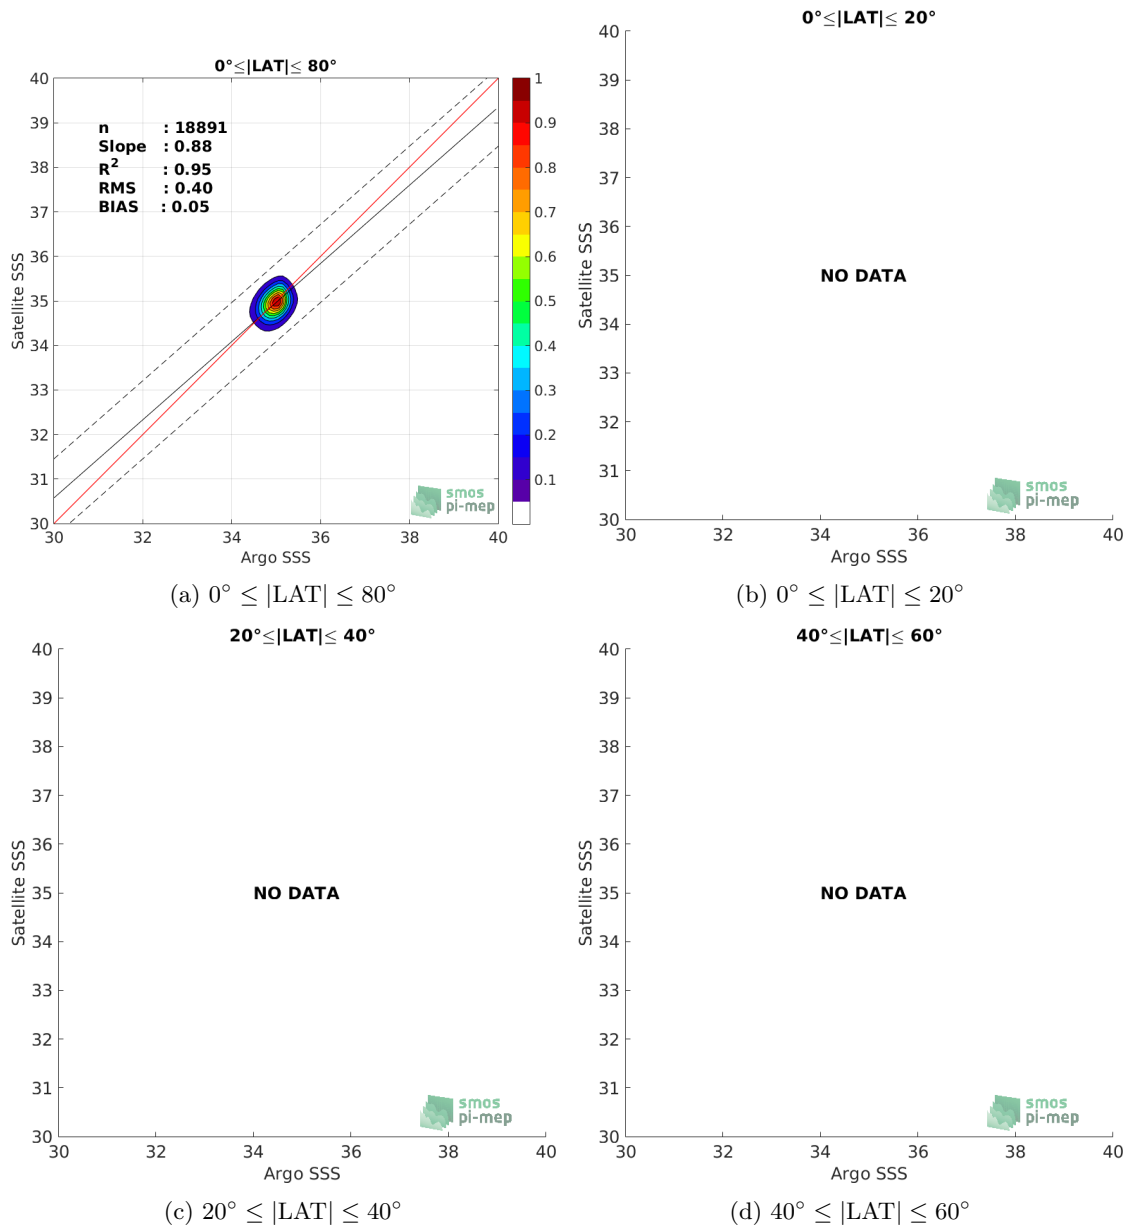 0°≤|LAT|≤ 80°
n : 18891
Slope : 0.88
R² : 0.95
RMS : 0.40
BIAS : 0.05
40
39
38
37
36
35
34
33
32
31
30
Satellite SSS
30 32 34 36 38 40
Argo SSS
1
0.9
0.8
0.7
0.6
0.5
0.4
0.3
0.2
0.1
smos
pi-mep
(a) 0° ≤ |LAT| ≤ 80°
0°≤|LAT|≤ 20°
40
39
38
37
36
35
34
33
32
31
30
Satellite SSS
NO DATA
smos
pi-mep
30 32 34 36 38 40
Argo SSS
(b) 0° ≤ |LAT| ≤ 20°
20°≤|LAT|≤ 40°
40
39
38
37
36
35
34
33
32
31
30
Satellite SSS
NO DATA
smos
pi-mep
30 32 34 36 38 40
Argo SSS
(c) 20° ≤ |LAT| ≤ 40°
40°≤|LAT|≤ 60°
40
39
38
37
36
35
34
33
32
31
30
Satellite SSS
NO DATA
smos
pi-mep
30 32 34 36 38 40
Argo SSS
(d) 40° ≤ |LAT| ≤ 60°